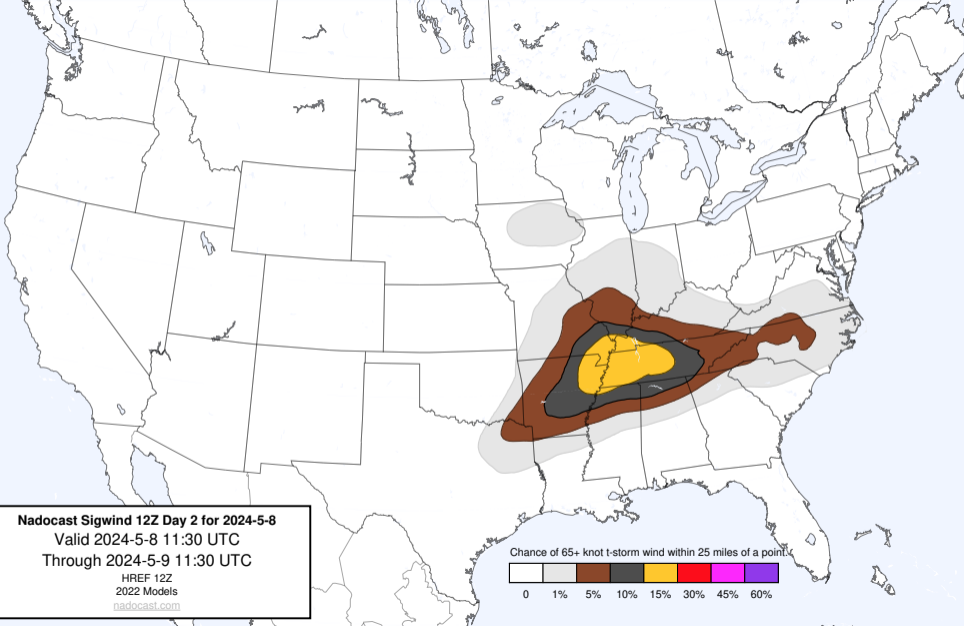 Nadocast Sigwind 12Z Day 2 for 2024-5-8
Valid 2024-5-8 11:30 UTC
Through 2024-5-9 11:30 UTC
HREF 12Z
2022 Models
nadocast.com
Chance of 65+ knot t-storm wind within 25 miles of a point.
0 1% 5% 10% 15% 30% 45% 60%